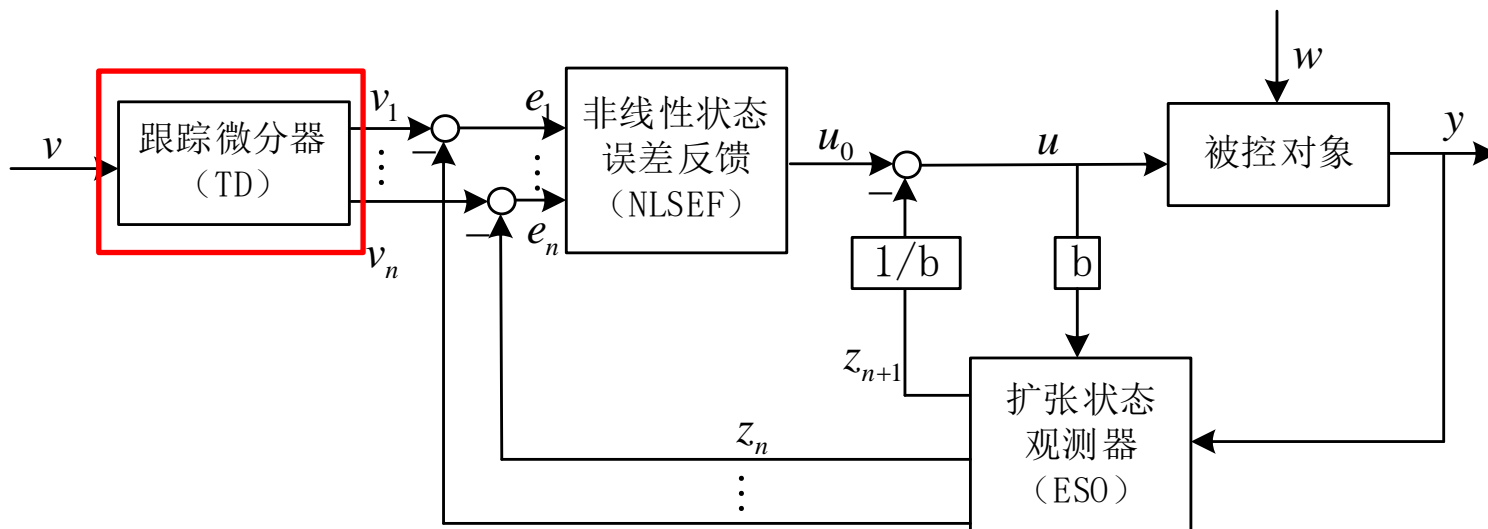 w
v
跟踪微分器
（TD）
v₁
⋮
vₙ
−
−
e₁
⋮
eₙ
非线性状态
误差反馈
（NLSEF）
u₀
−
u
被控对象
y
1/b
b
zₙ₊₁
扩张状态
观测器
（ESO）
zₙ
⋮